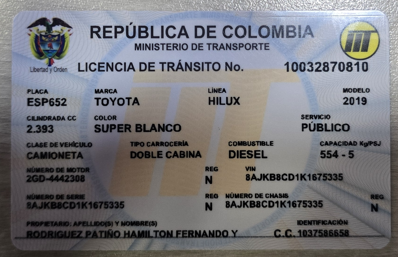 REPÚBLICA DE COLOMBIA
MINISTERIO DE TRANSPORTE
Libertad y Orden
LICENCIA DE TRÁNSITO No. 10032870810
PLACA MARCA LÍNEA MODELO
ESP652 TOYOTA HILUX 2019
CILINDRADA CC COLOR SERVICIO
2.393 SUPER BLANCO PÚBLICO
CLASE DE VEHÍCULO TIPO CARROCERÍA COMBUSTIBLE CAPACIDAD Kg/PSJ
CAMIONETA DOBLE CABINA DIESEL 554 - 5
NÚMERO DE MOTOR REG VIN
2GD-4442308 N 8AJKB8CD1K1675335
NÚMERO DE SERIE REG NÚMERO DE CHASIS REG
8AJKB8CD1K1675335 N 8AJKB8CD1K1675335 N
PROPIETARIO: APELLIDO(S) Y NOMBRE(S) IDENTIFICACIÓN
RODRIGUEZ PATIÑO HAMILTON FERNANDO Y C.C. 1037586658